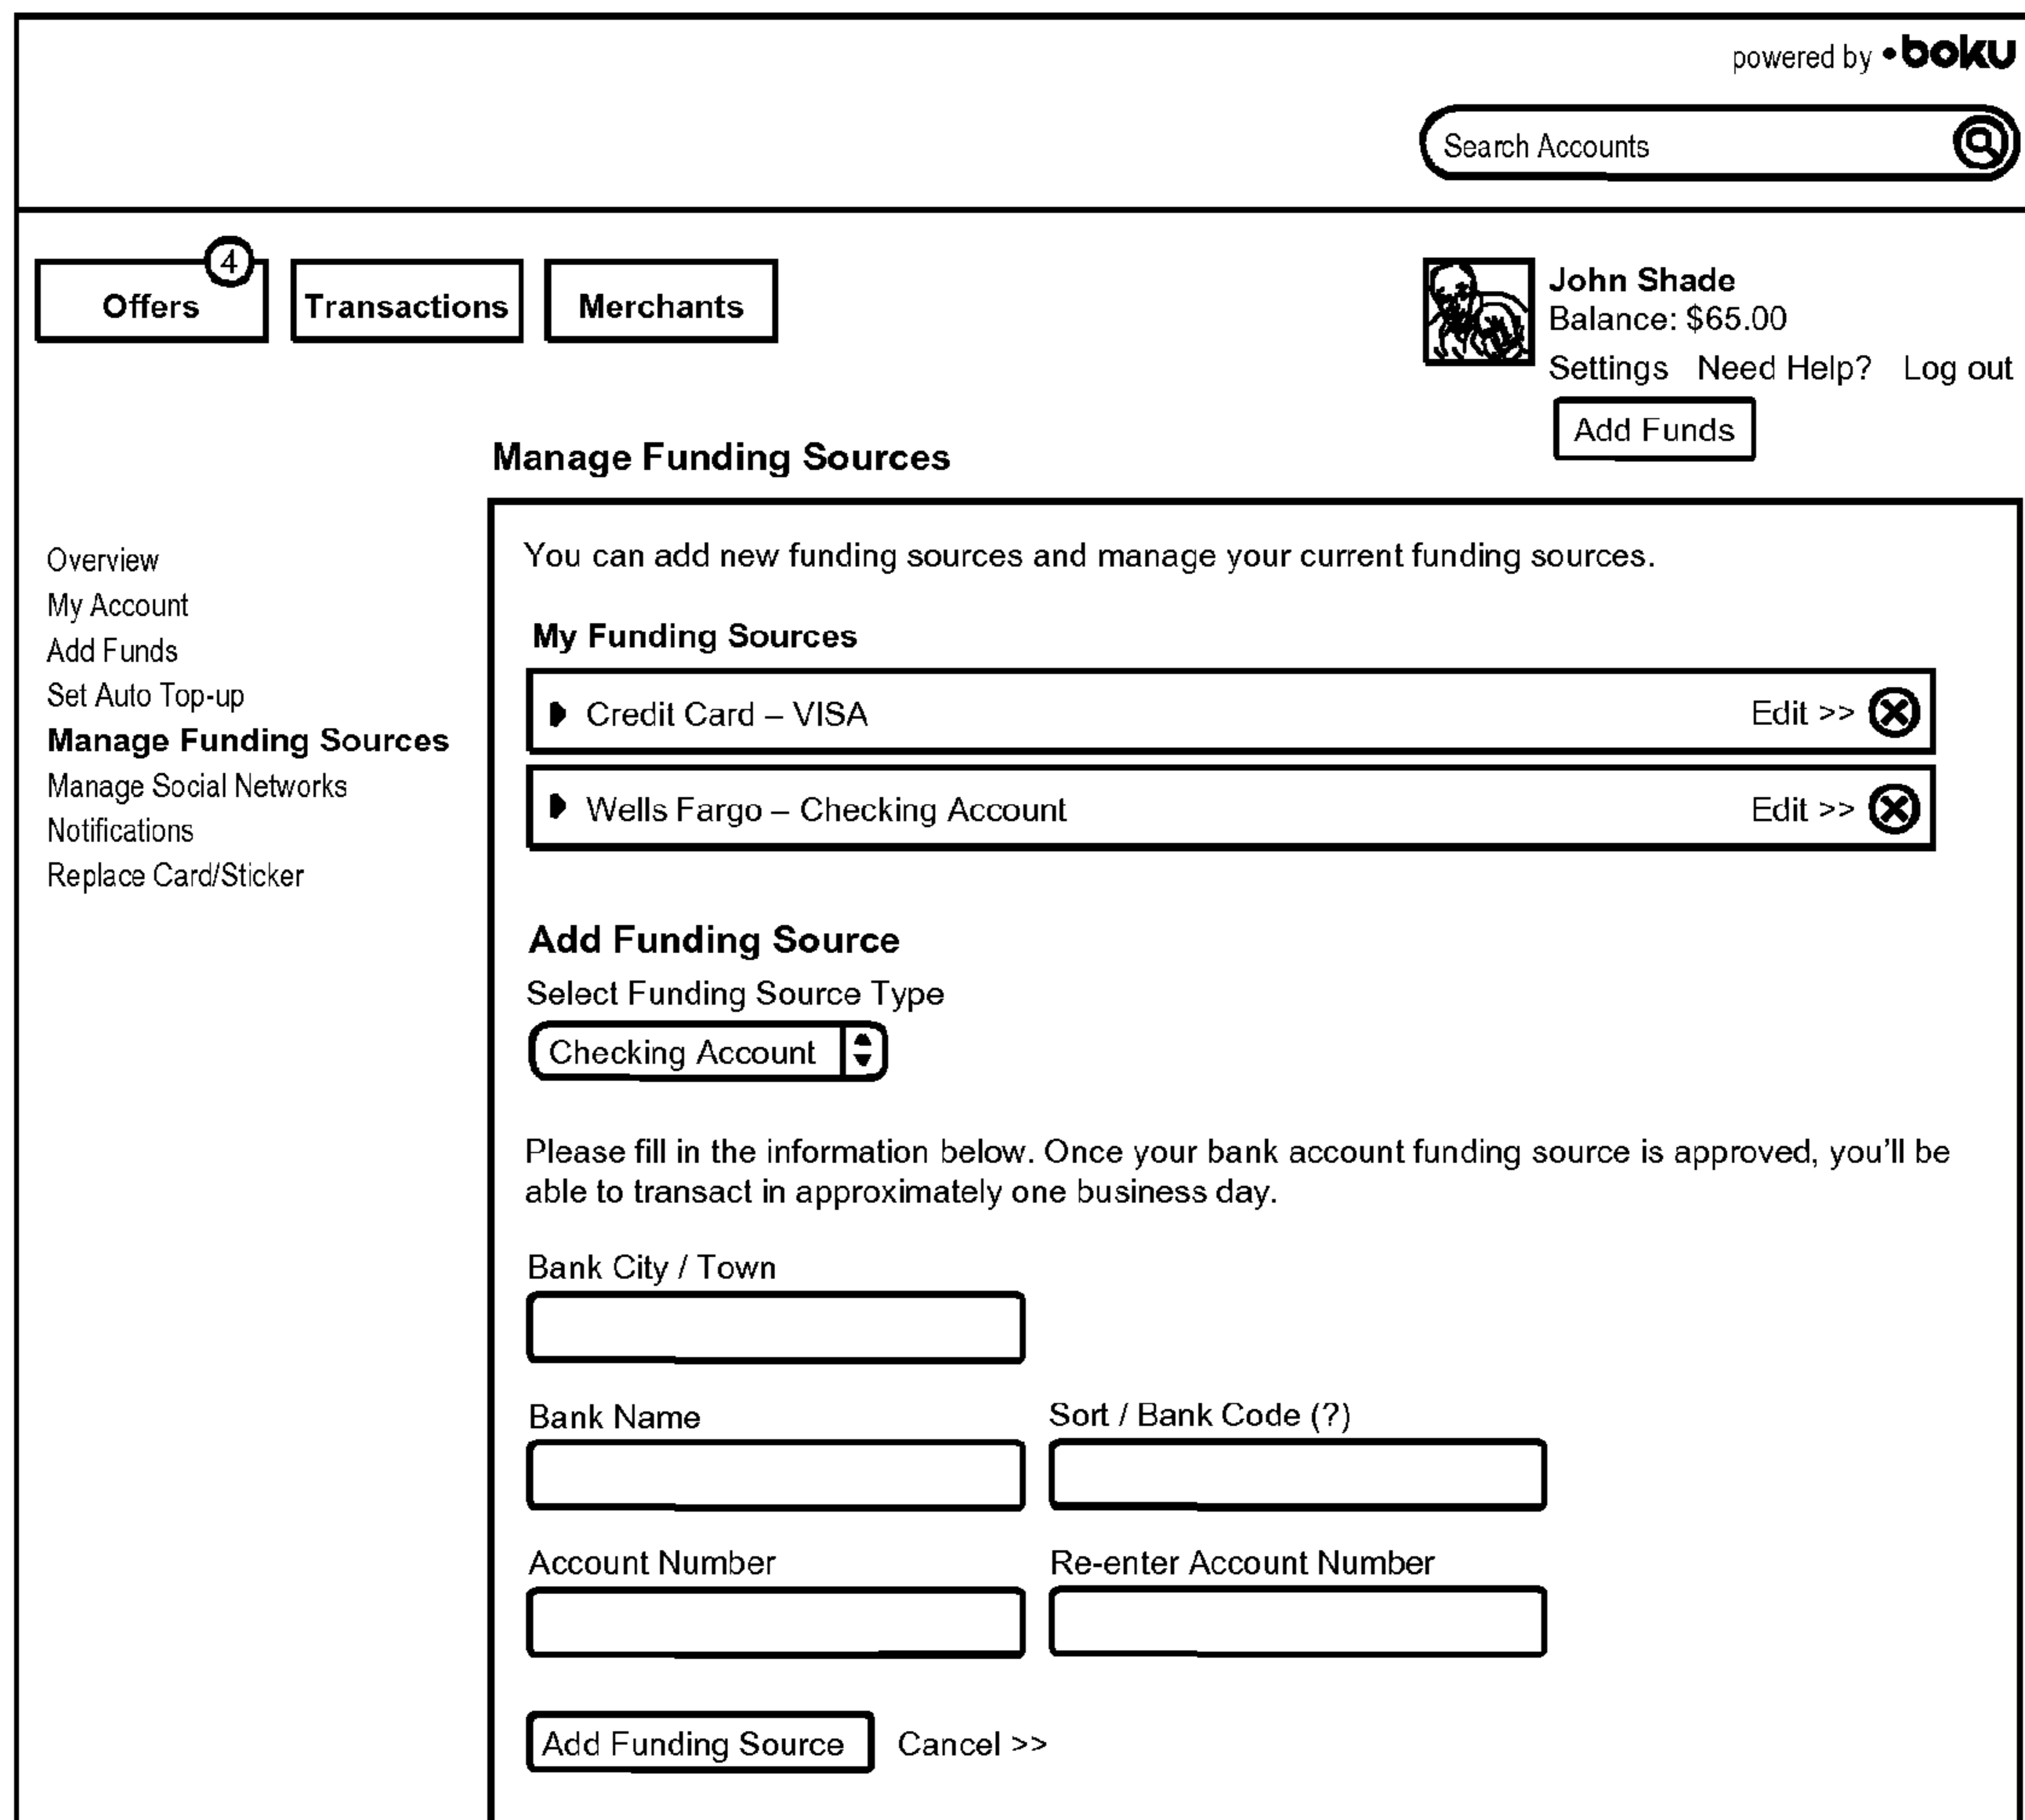 powered by •boku
Search Accounts
4
Offers
Transactions
Merchants
John Shade
Balance: $65.00
Settings Need Help? Log out
Add Funds
Manage Funding Sources
Overview
My Account
Add Funds
Set Auto Top-up
Manage Funding Sources
Manage Social Networks
Notifications
Replace Card/Sticker
You can add new funding sources and manage your current funding sources.
My Funding Sources
Credit Card – VISA Edit >>
Wells Fargo – Checking Account Edit >>
Add Funding Source
Select Funding Source Type
Checking Account
Please fill in the information below. Once your bank account funding source is approved, you'll be
able to transact in approximately one business day.
Bank City / Town
Bank Name
Sort / Bank Code (?)
Account Number
Re-enter Account Number
Add Funding Source
Cancel >>